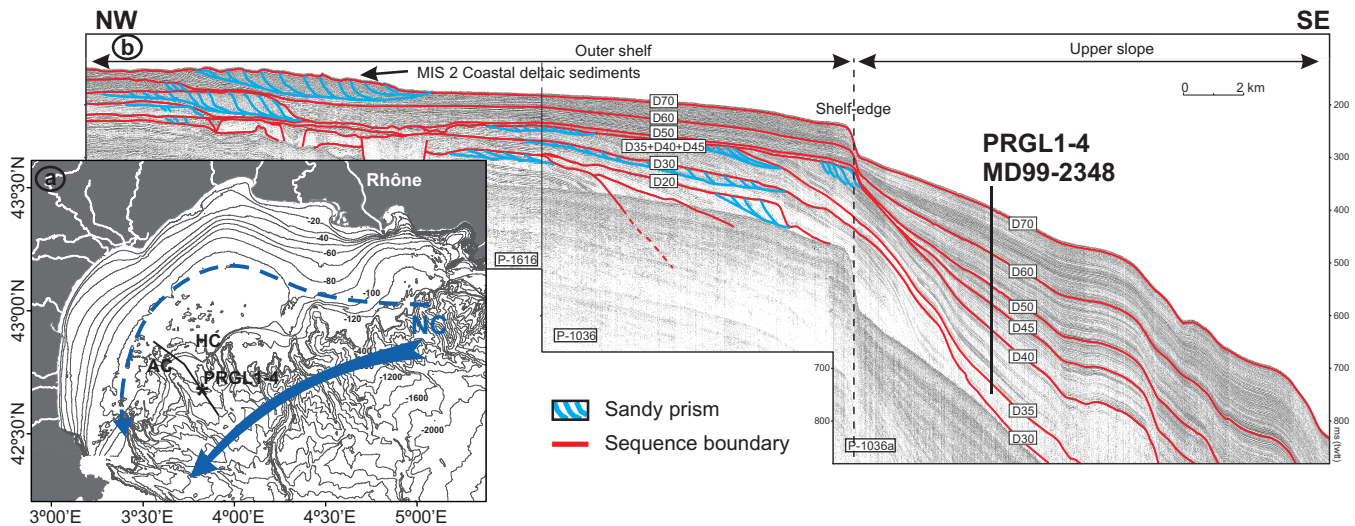 NW
SE
b
Outer shelf
Upper slope
MIS 2 Coastal deltaic sediments
0 2 km
D70
Shelf-edge
D60
D50
D35+D40+D45
D30
D20
PRGL1-4
MD99-2348
D70
D60
D50
D45
D40
D35
D30
P-1616
P-1036
P-1036a
200
300
400
500
600
700
700
800
800
ms (twtt)
Sandy prism
Sequence boundary
a
Rhône
-20
-40
-60
-80
-100
-120
-400
1200
-1600
-2000
NC
HC
AC
PRGL1-4
43°30'N
43°00'N
42°30'N
3°00'E
3°30'E
4°00'E
4°30'E
5°00'E